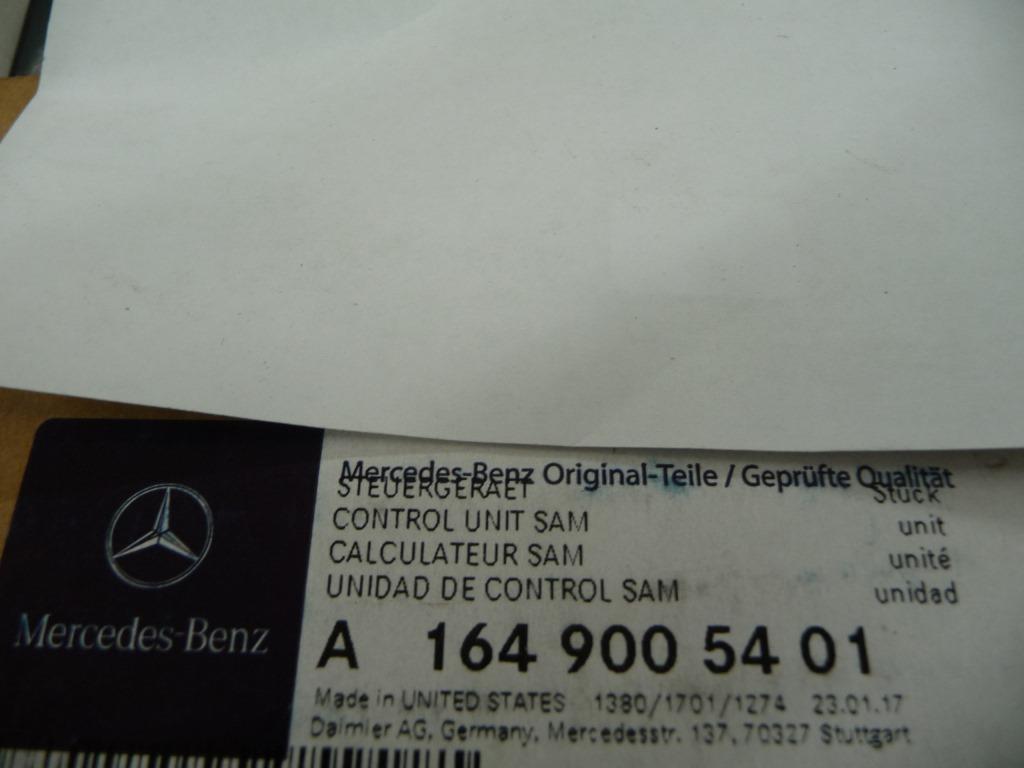 Mercedes-Benz Original-Teile / Geprüfte Qualität
STEUERGERAET Stück
CONTROL UNIT SAM unit
CALCULATEUR SAM unité
UNIDAD DE CONTROL SAM unidad
Mercedes-Benz
A 164 900 54 01
Made in UNITED STATES 1380/1701/1274 23.01.17
Daimler AG, Germany, Mercedesstr. 137, 70327 Stuttgart